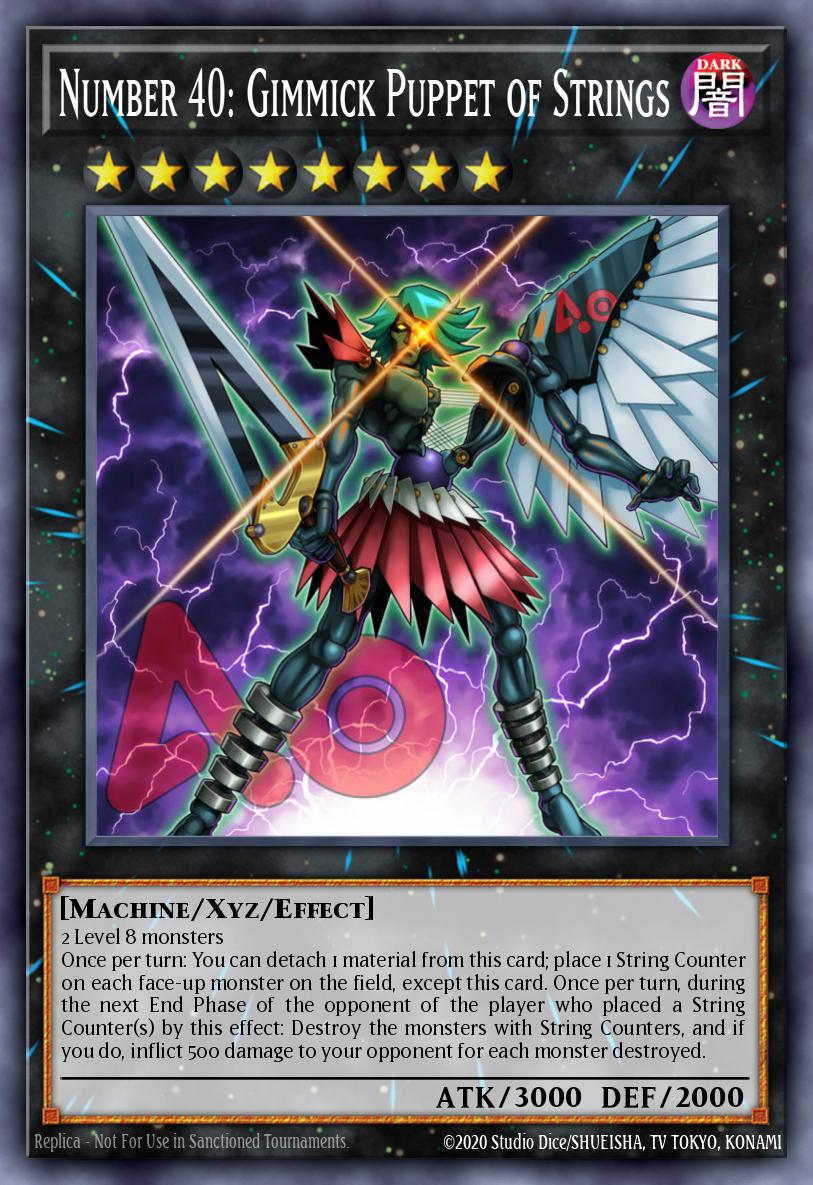 Number 40: Gimmick Puppet of Strings
DARK
闇
40
40
[Machine/Xyz/Effect]
2 Level 8 monsters
Once per turn: You can detach 1 material from this card; place 1 String Counter
on each face-up monster on the field, except this card. Once per turn, during
the next End Phase of the opponent of the player who placed a String
Counter(s) by this effect: Destroy the monsters with String Counters, and if
you do, inflict 500 damage to your opponent for each monster destroyed.
ATK/3000 DEF/2000
Replica - Not For Use in Sanctioned Tournaments.
©2020 Studio Dice/SHUEISHA, TV TOKYO, KONAMI